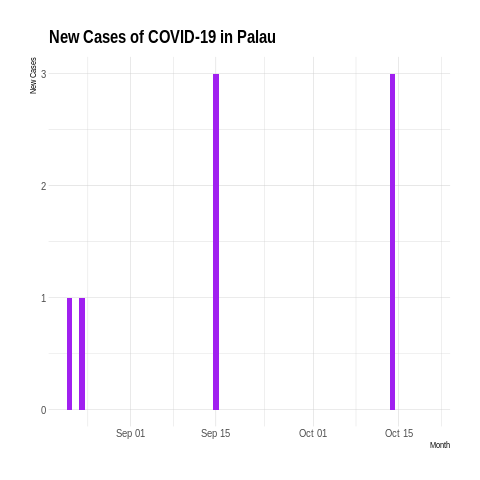 New Cases of COVID-19 in Palau
New Cases
3
2
1
0
Sep 01 Sep 15 Oct 01 Oct 15
Month